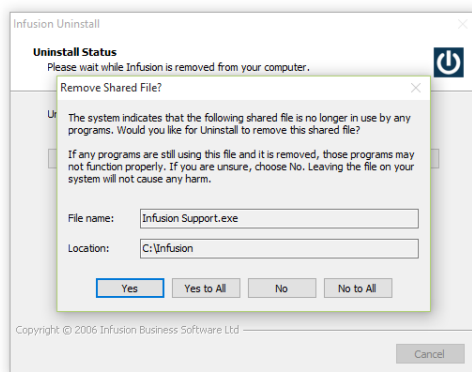 Infusion Uninstall
Uninstall Status
Please wait while Infusion is removed from your computer.
Remove Shared File?
Un
The system indicates that the following shared file is no longer in use by any
programs. Would you like for Uninstall to remove this shared file?
If any programs are still using this file and it is removed, those programs may
not function properly. If you are unsure, choose No. Leaving the file on your
system will not cause any harm.
File name:
Infusion Support.exe
Location:
C:\Infusion
Yes
Yes to All
No
No to All
Copyright © 2006 Infusion Business Software Ltd
Cancel